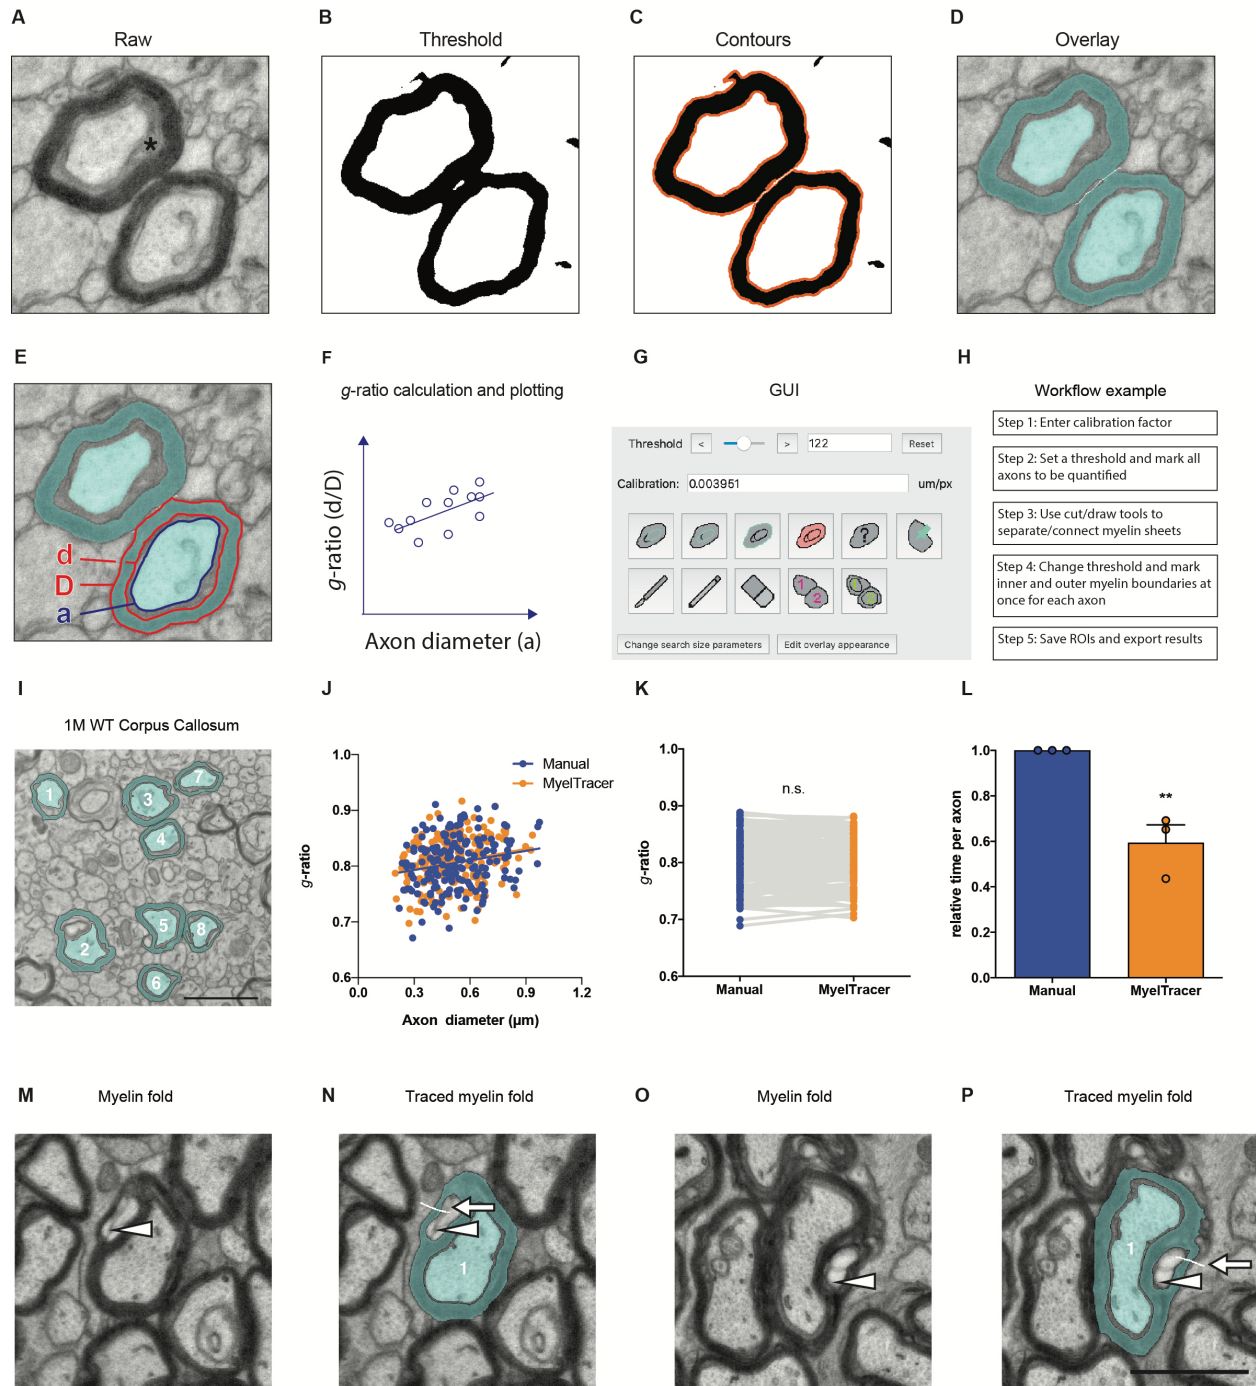 A
B
C
D
Raw
Threshold
Contours
Overlay
*
E
F
G
H
g-ratio calculation and plotting
GUI
Workflow example
d
D
a
g-ratio (d/D)
Axon diameter (a)
Threshold < > 122 Reset
Calibration: 0.003951 um/px
?
1
2
Change search size parameters
Edit overlay appearance
Step 1: Enter calibration factor
Step 2: Set a threshold and mark all
axons to be quantified
Step 3: Use cut/draw tools to
separate/connect myelin sheets
Step 4: Change threshold and mark
inner and outer myelin boundaries at
once for each axon
Step 5: Save ROIs and export results
I
J
K
L
1M WT Corpus Callosum
1
2
3
4
5
6
7
8
Manual
MyelTracer
g-ratio
1.0
0.9
0.8
0.7
0.6
0.0
0.3
0.6
0.9
1.2
Axon diameter (µm)
n.s.
g-ratio
1.0
0.9
0.8
0.7
0.6
Manual
MyelTracer
**
relative time per axon
1.0
0.8
0.6
0.4
0.2
0.0
Manual
MyelTracer
M
N
O
P
Myelin fold
Traced myelin fold
Myelin fold
Traced myelin fold
1
1